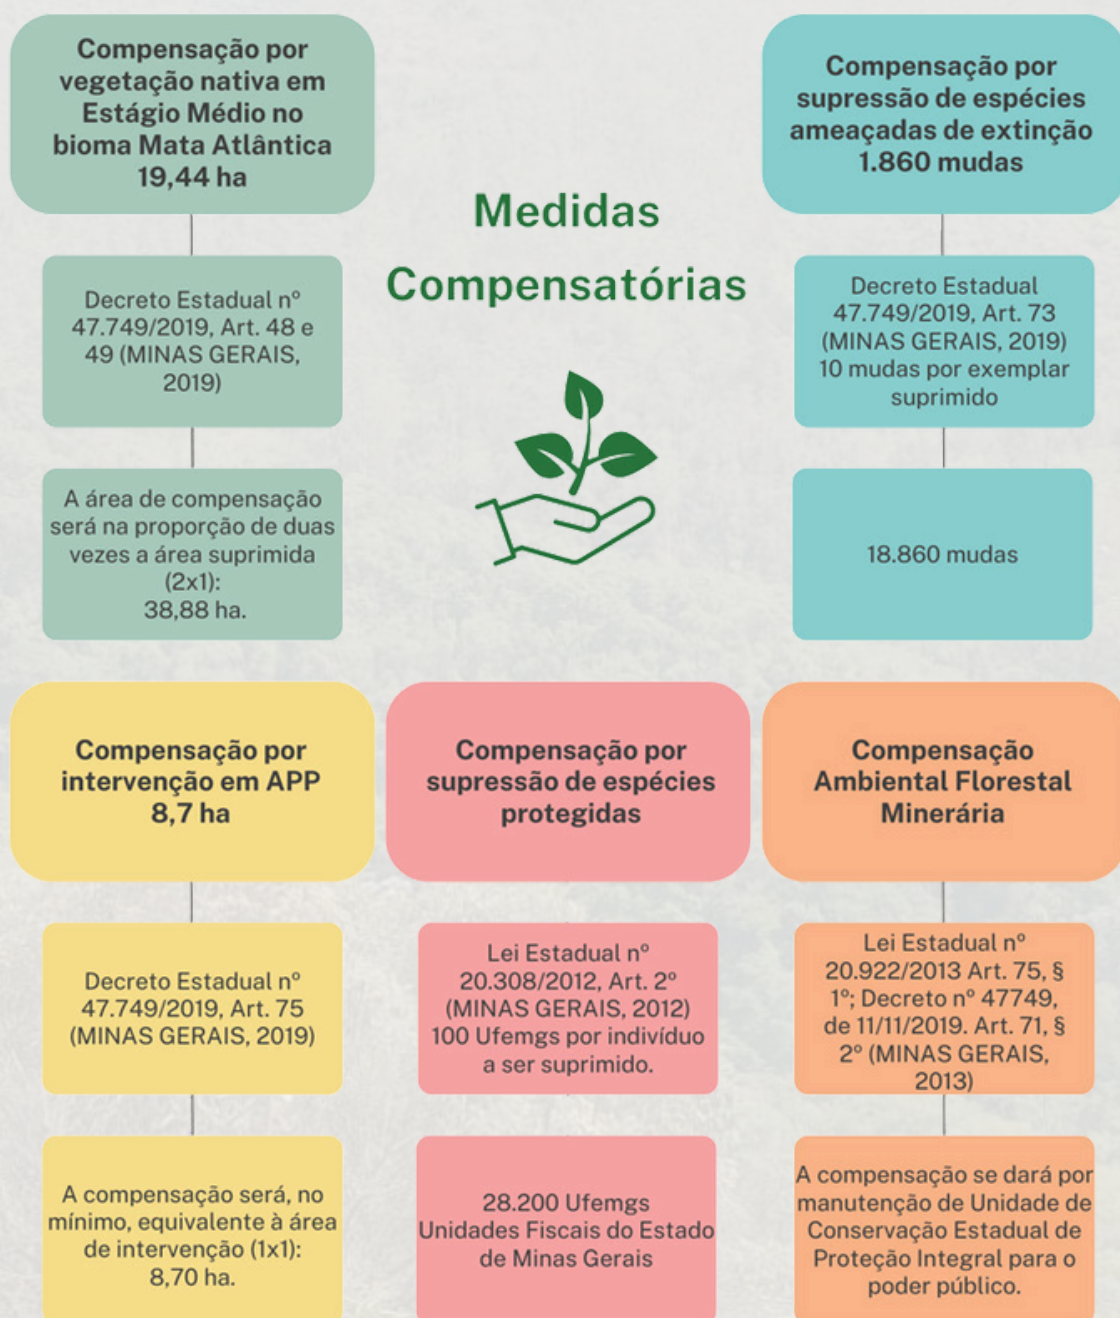 Compensação por
vegetação nativa em
Estágio Médio no
bioma Mata Atlântica
19,44 ha
Decreto Estadual nº
47.749/2019, Art. 48 e
49 (MINAS GERAIS,
2019)
A área de compensação
será na proporção de duas
vezes a área suprimida
(2x1):
38,88 ha.
Medidas
Compensatórias
Compensação por
supressão de espécies
ameaçadas de extinção
1.860 mudas
Decreto Estadual
47.749/2019, Art. 73
(MINAS GERAIS, 2019)
10 mudas por exemplar
suprimido
18.860 mudas
Compensação por
intervenção em APP
8,7 ha
Decreto Estadual nº
47.749/2019, Art. 75
(MINAS GERAIS, 2019)
A compensação será, no
mínimo, equivalente à área
de intervenção (1x1):
8,70 ha.
Compensação por
supressão de espécies
protegidas
Lei Estadual nº
20.308/2012, Art. 2º
(MINAS GERAIS, 2012)
100 Ufemgs por indivíduo
a ser suprimido.
28.200 Ufemgs
Unidades Fiscais do Estado
de Minas Gerais
Compensação
Ambiental Florestal
Minerária
Lei Estadual nº
20.922/2013 Art. 75, §
1º; Decreto nº 47749,
de 11/11/2019. Art. 71, §
2º (MINAS GERAIS,
2013)
A compensação se dará por
manutenção de Unidade de
Conservação Estadual de
Proteção Integral para o
poder público.